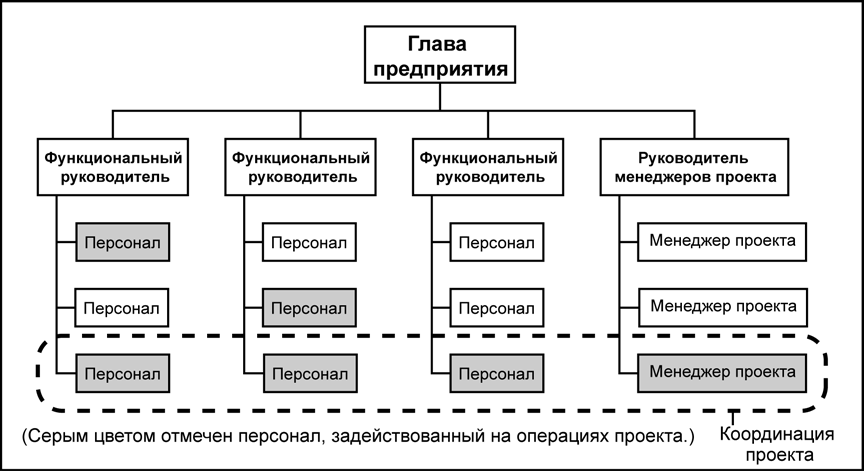 Глава
предприятия
Функциональный
руководитель
Функциональный
руководитель
Функциональный
руководитель
Руководитель
менеджеров проекта
Персонал
Персонал
Персонал
Менеджер проекта
Персонал
Персонал
Персонал
Менеджер проекта
Персонал
Персонал
Персонал
Менеджер проекта
(Серым цветом отмечен персонал, задействованный на операциях проекта.)
Координация
проекта